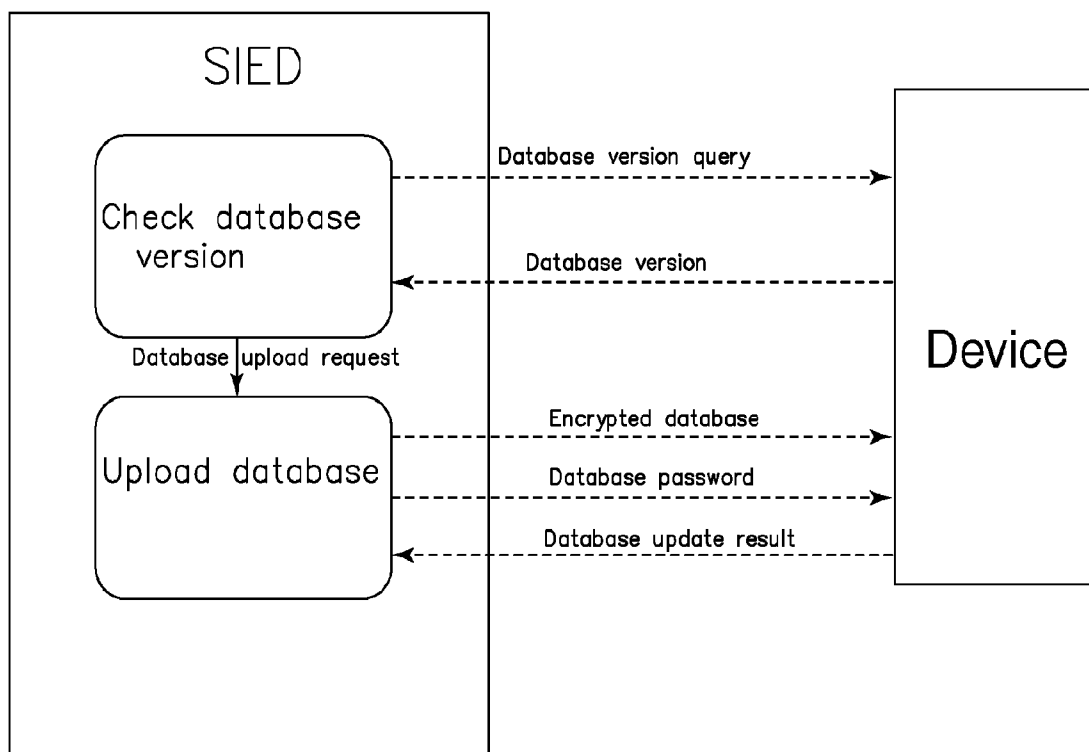 SIED
Database version query
Check database
version
Database version
Device
Database upload request
Encrypted database
Upload database
Database password
Database update result